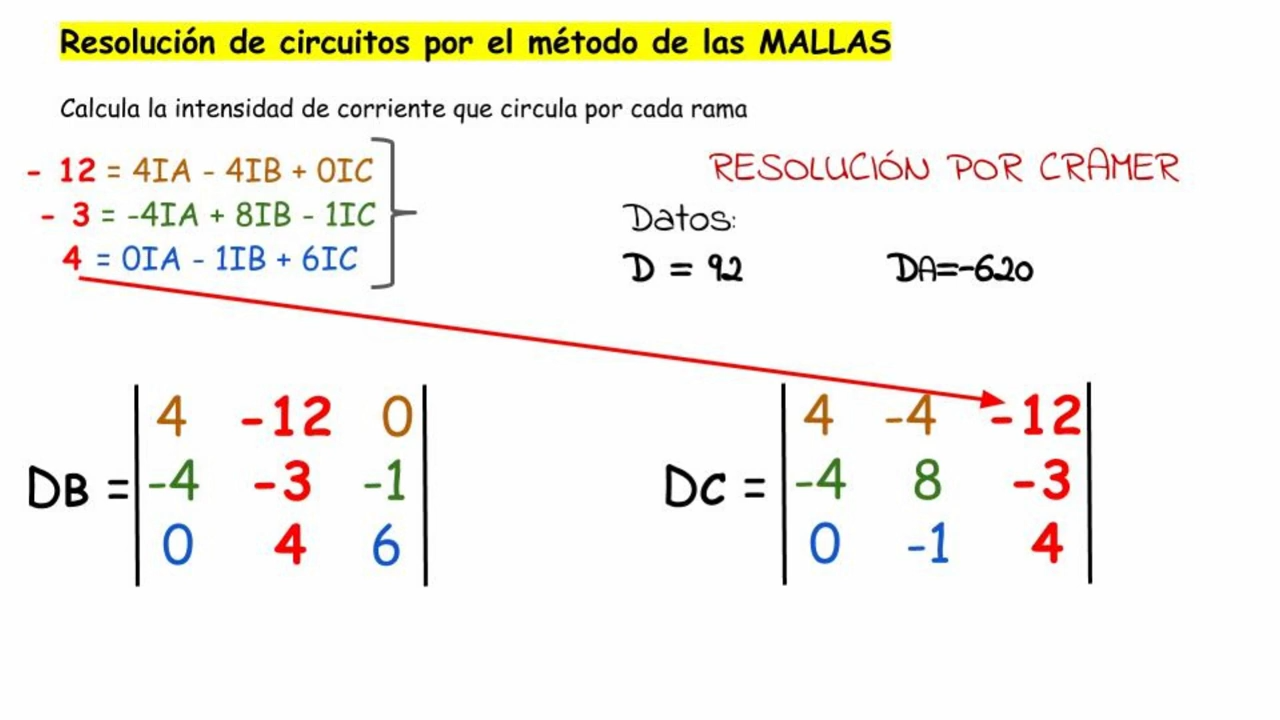 Resolución de circuitos por el método de las MALLAS
Calcula la intensidad de corriente que circula por cada rama
- 12 = 4IA - 4IB + 0IC
- 3 = -4IA + 8IB - 1IC
4 = 0IA - 1IB + 6IC
RESOLUCIÓN POR CRAMER
Datos:
D = 92 DA=-620
DB = 
4 -12 0
-4 -3 -1
0 4 6
DC = 
4 -4 -12
-4 8 -3
0 -1 4